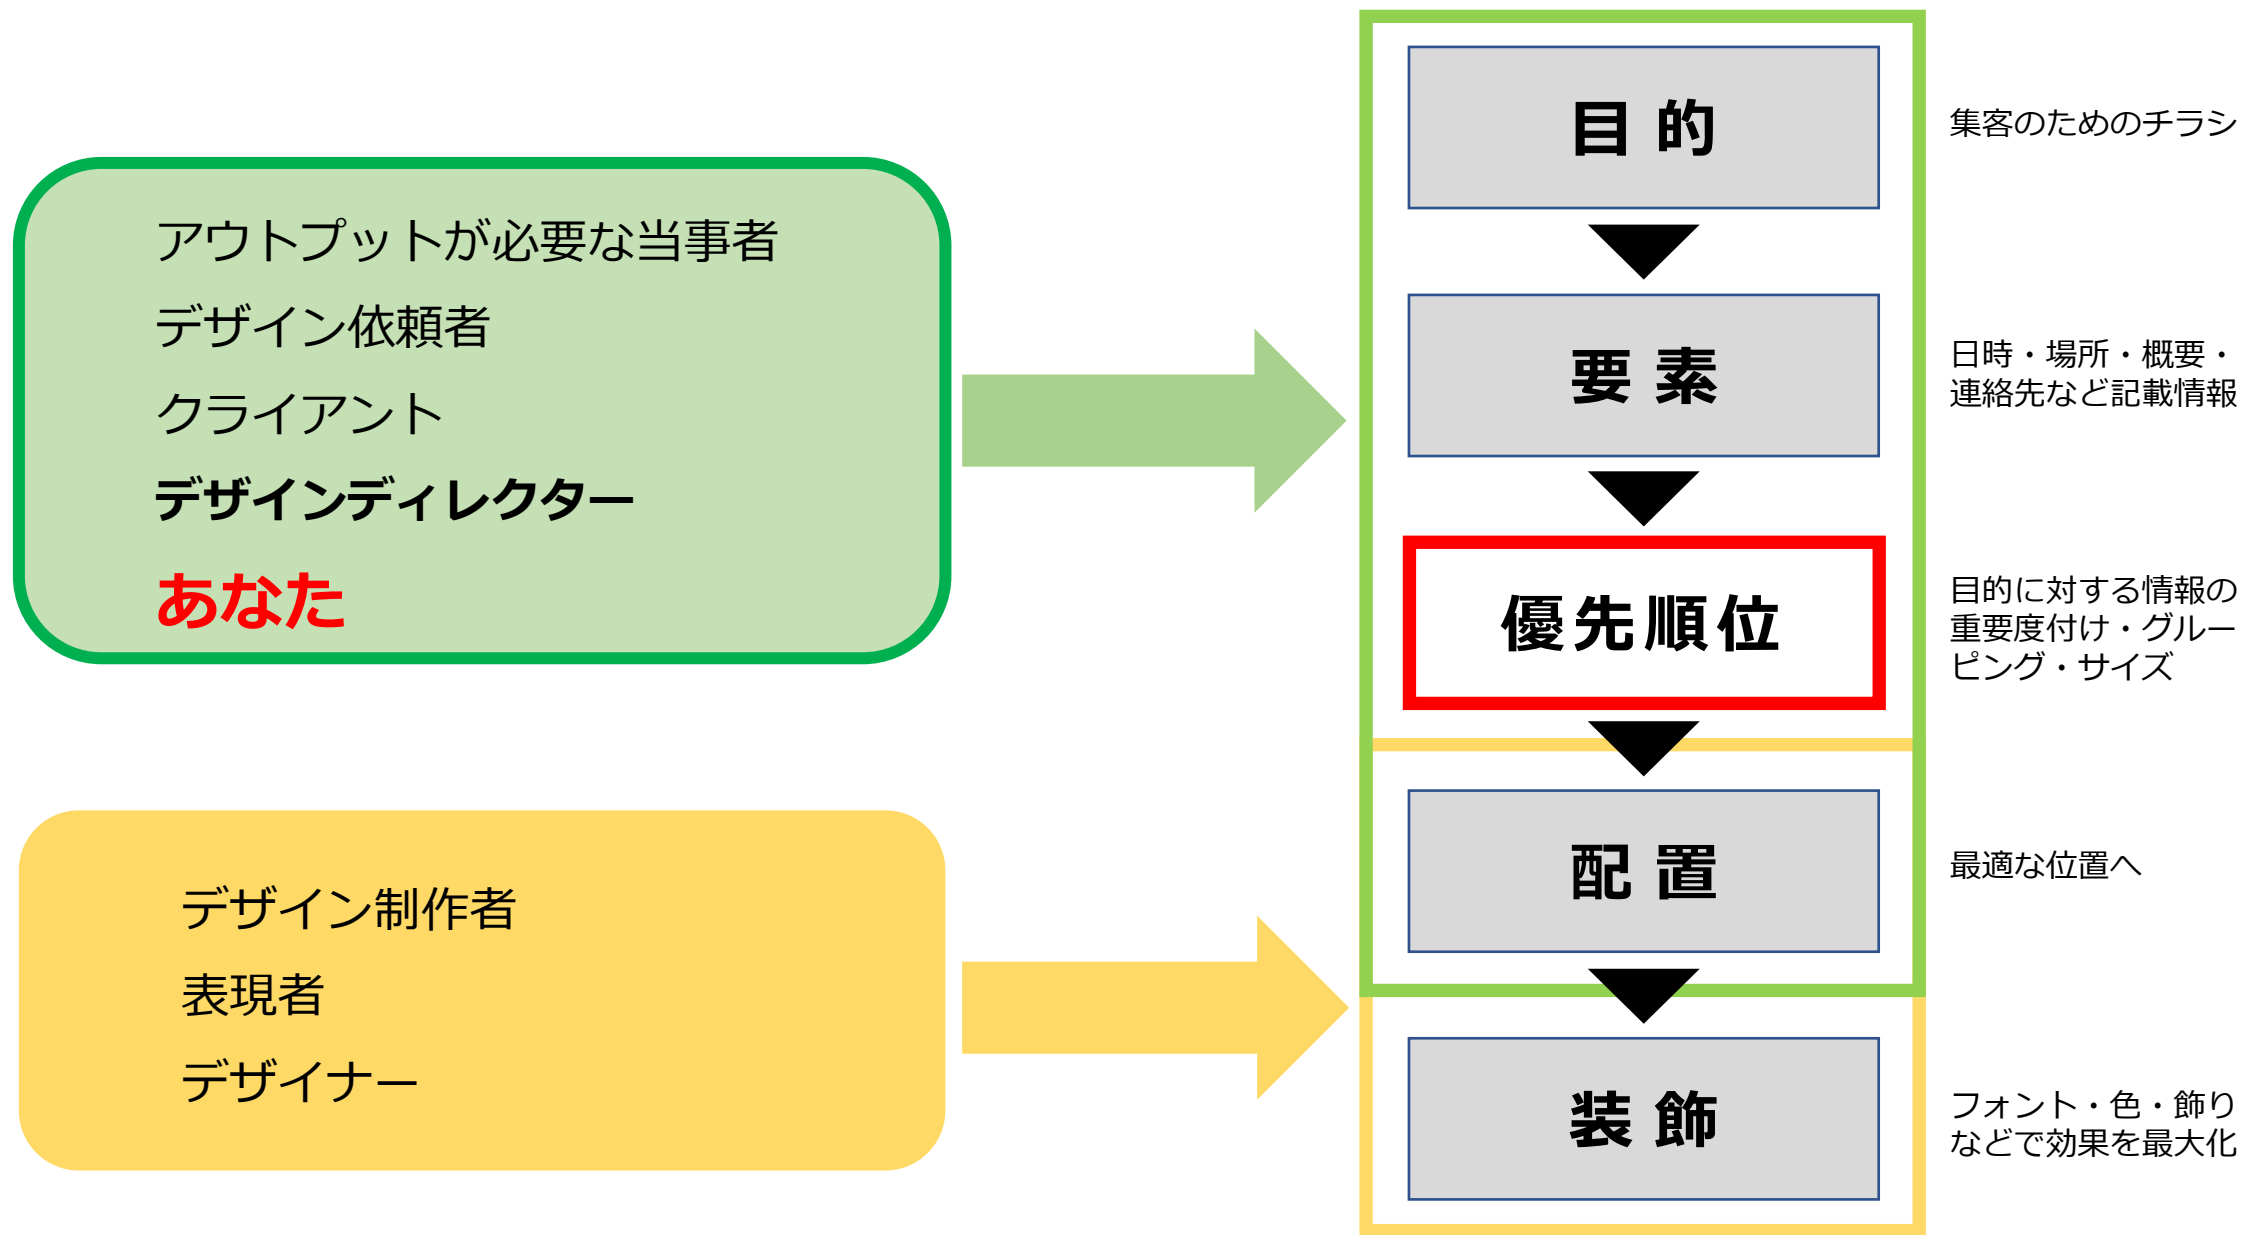 アウトプットが必要な当事者
デザイン依頼者
クライアント
デザインディレクター
あなた
デザイン制作者
表現者
デザイナー
目的
集客のためのチラシ
要素
日時・場所・概要・
連絡先など記載情報
優先順位
目的に対する情報の
重要度付け・グルー
ピング・サイズ
配置
最適な位置へ
装飾
フォント・色・飾り
などで効果を最大化